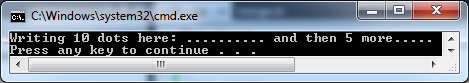 C:\Windows\system32\cmd.exe
Writing 10 dots here: .......... and then 5 more.....
Press any key to continue . . .